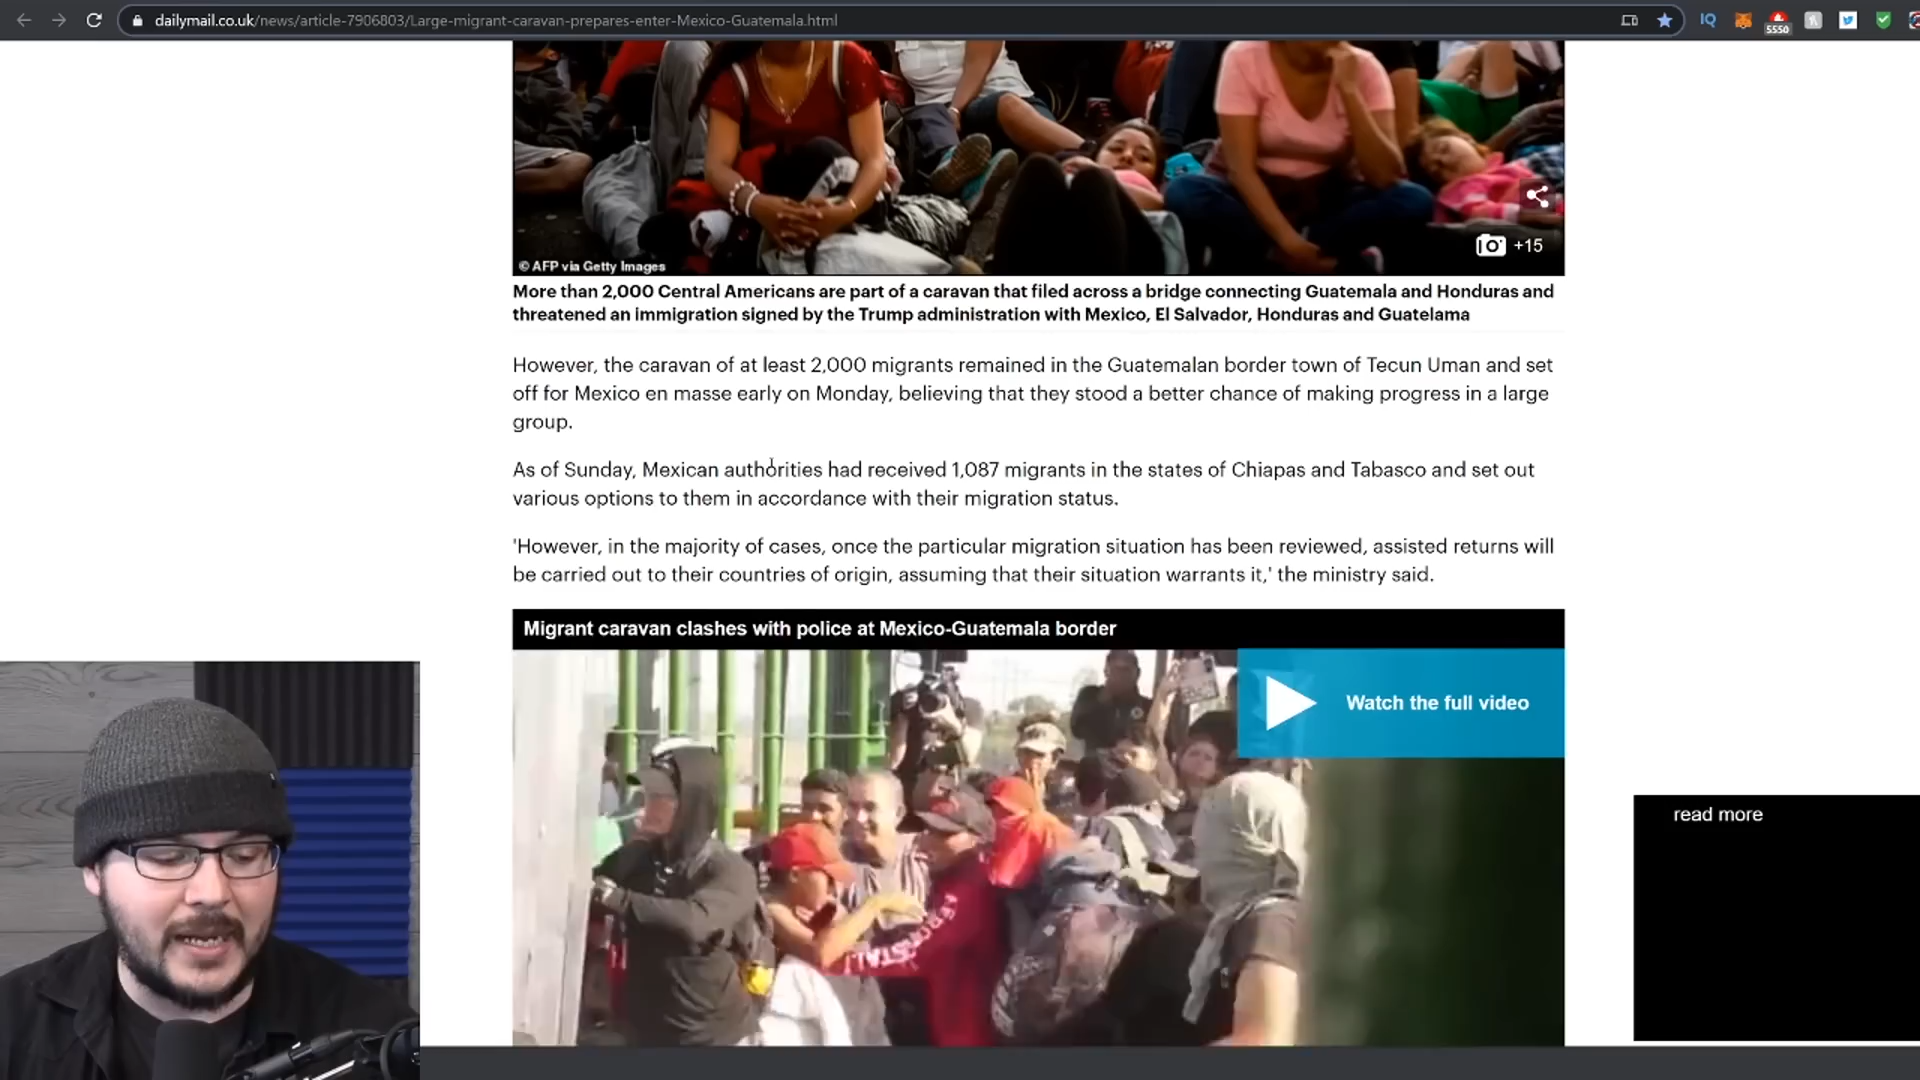 dailymail.co.uk/news/article-7906803/Large-migrant-caravan-prepares-enter-Mexico-Guatemala.html
IQ
5550
+15
© AFP via Getty Images
More than 2,000 Central Americans are part of a caravan that filed across a bridge connecting Guatemala and Honduras and
threatened an immigration signed by the Trump administration with Mexico, El Salvador, Honduras and Guatelama
However, the caravan of at least 2,000 migrants remained in the Guatemalan border town of Tecun Uman and set
off for Mexico en masse early on Monday, believing that they stood a better chance of making progress in a large
group.
As of Sunday, Mexican authorities had received 1,087 migrants in the states of Chiapas and Tabasco and set out
various options to them in accordance with their migration status.
'However, in the majority of cases, once the particular migration situation has been reviewed, assisted returns will
be carried out to their countries of origin, assuming that their situation warrants it,' the ministry said.
Migrant caravan clashes with police at Mexico-Guatemala border
Watch the full video
read more